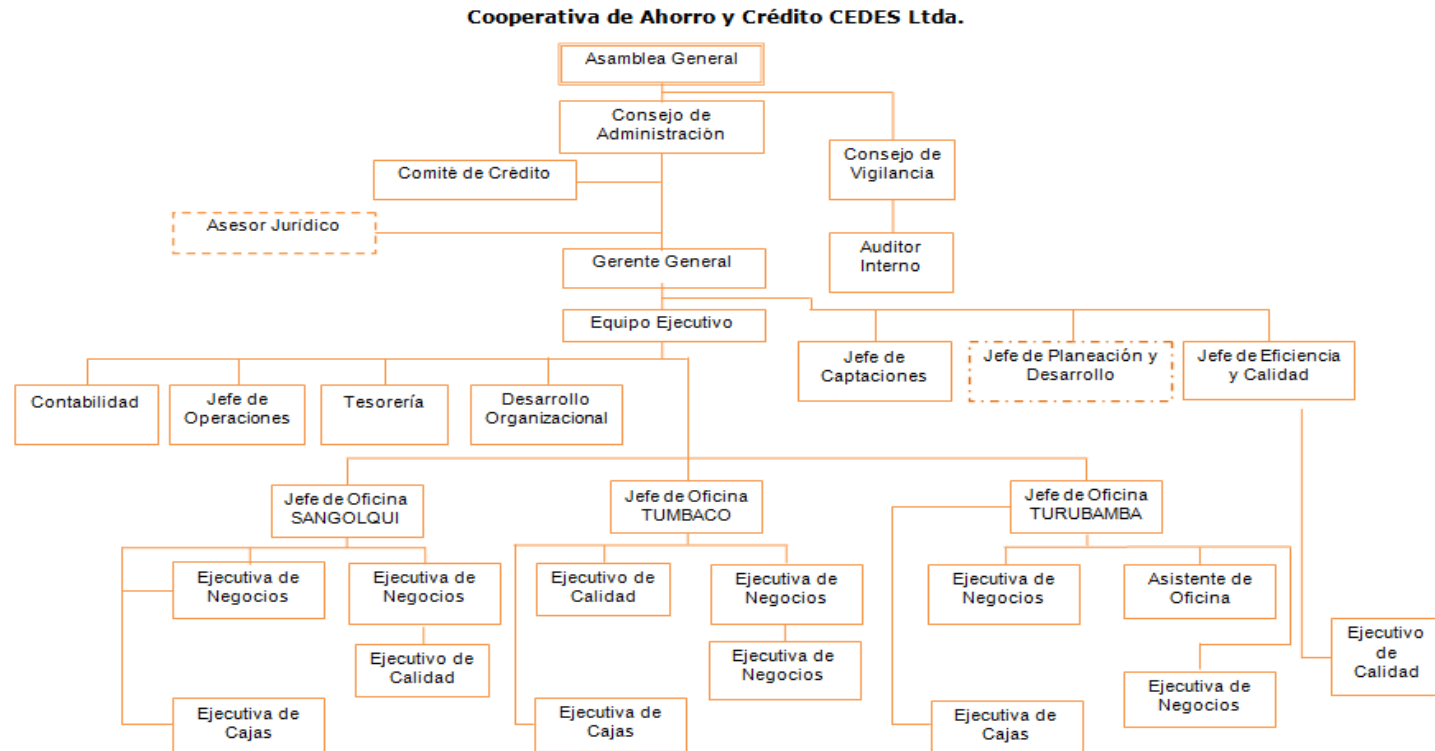 Cooperativa de Ahorro y Crédito CEDES Ltda.
Asamblea General
Consejo de
Administración
Consejo de
Vigilancia
Comité de Crédito
Asesor Jurídico
Auditor
Interno
Gerente General
Equipo Ejecutivo
Jefe de
Captaciones
Jefe de Planeación y
Desarrollo
Jefe de Eficiencia
y Calidad
Contabilidad
Jefe de
Operaciones
Tesorería
Desarrollo
Organizacional
Jefe de Oficina
SANGOLQUI
Jefe de Oficina
TUMBACO
Jefe de Oficina
TURUBAMBA
Ejecutiva de
Negocios
Ejecutiva de
Negocios
Ejecutivo de
Calidad
Ejecutiva de
Negocios
Ejecutiva de
Negocios
Asistente de
Oficina
Ejecutivo de
Calidad
Ejecutiva de
Negocios
Ejecutivo
de
Calidad
Ejecutiva de
Negocios
Ejecutiva de
Cajas
Ejecutiva de
Cajas
Ejecutiva de
Cajas